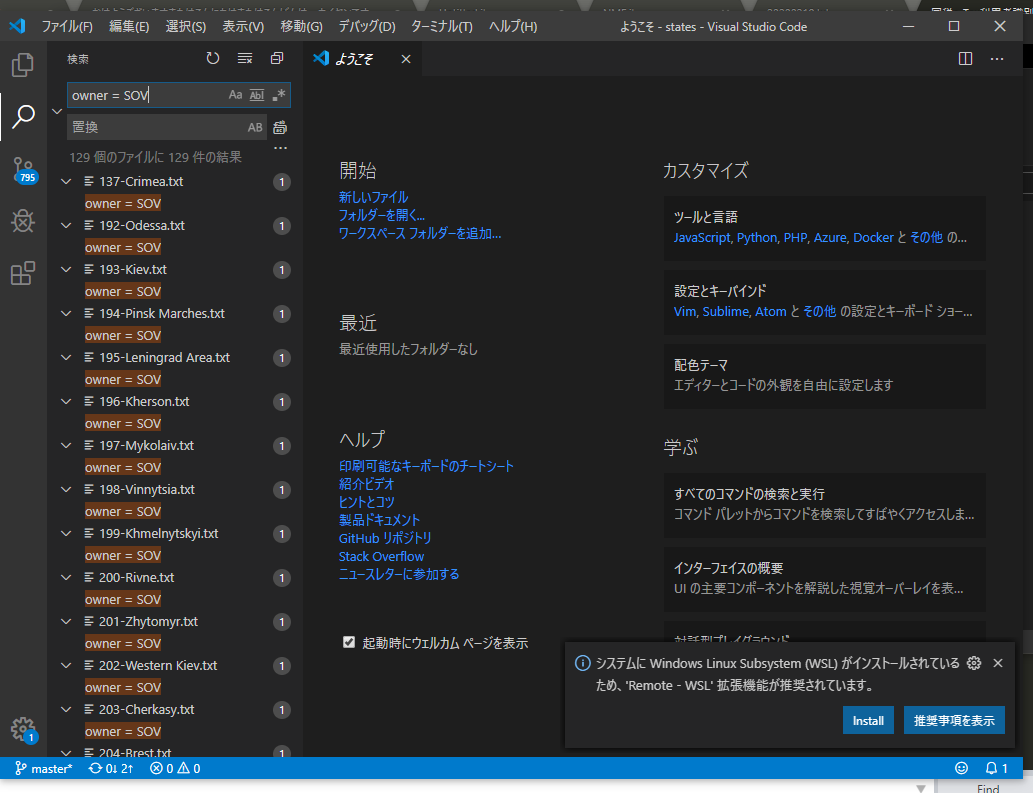 ファイル(F) 編集(E) 選択(S) 表示(V) 移動(G) デバッグ(D) ターミナル(T) ヘルプ(H) ようこそ - states - Visual Studio Code
検索
ようこそ
owner = SOV
Aa Abl .*
置換
AB
129 個のファイルに 129 件の結果
137-Crimea.txt 1
owner = SOV
192-Odessa.txt 1
owner = SOV
193-Kiev.txt 1
owner = SOV
194-Pinsk Marches.txt 1
owner = SOV
195-Leningrad Area.txt 1
owner = SOV
196-Kherson.txt 1
owner = SOV
197-Mykolaiv.txt 1
owner = SOV
198-Vinnytsia.txt 1
owner = SOV
199-Khmelnytskyi.txt 1
owner = SOV
200-Rivne.txt 1
owner = SOV
201-Zhytomyr.txt 1
owner = SOV
202-Western Kiev.txt 1
owner = SOV
203-Cherkasy.txt 1
owner = SOV
204-Brest.txt 1
795
1
開始
新しいファイル
フォルダーを開く...
ワークスペース フォルダーを追加...
最近
最近使用したフォルダーなし
ヘルプ
印刷可能なキーボードのチートシート
紹介ビデオ
ヒントとコツ
製品ドキュメント
GitHub リポジトリ
Stack Overflow
ニュースレターに参加する
起動時にウェルカム ページを表示
カスタマイズ
ツールと言語
JavaScript, Python, PHP, Azure, Docker と その他 の...
設定とキーバインド
Vim, Sublime, Atom と その他 の設定とキーボード ショー...
配色テーマ
エディターとコードの外観を自由に設定します
学ぶ
すべてのコマンドの検索と実行
コマンド パレットからコマンドを検索してすばやくアクセスしま...
インターフェイスの概要
UI の主要コンポーネントを解説した視覚オーバーレイを表...
対話型プレイグラウンド
システムに Windows Linux Subsystem (WSL) がインストールされている
ため、'Remote - WSL' 拡張機能が推奨されています。
Install 推奨事項を表示
master* 0↓ 2↑ 0 0 1
Find